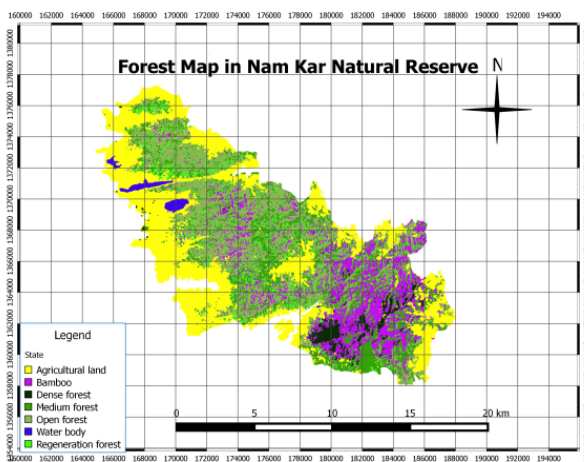 160000 162000 164000 166000 168000 170000 172000 174000 176000 178000 180000 182000 184000 186000 188000 190000 192000 194000
Forest Map in Nam Kar Natural Reserve
N
1380000
1378000
1376000
1374000
1372000
1370000
1368000
1366000
1364000
1362000
1360000
1358000
1356000
1354000
Legend
State
Agricultural land
Bamboo
Dense forest
Medium forest
Open forest
Water body
Regeneration forest
0 5 10 15 20 km
160000 162000 164000 166000 168000 170000 172000 174000 176000 178000 180000 182000 184000 186000 188000 190000 192000 194000